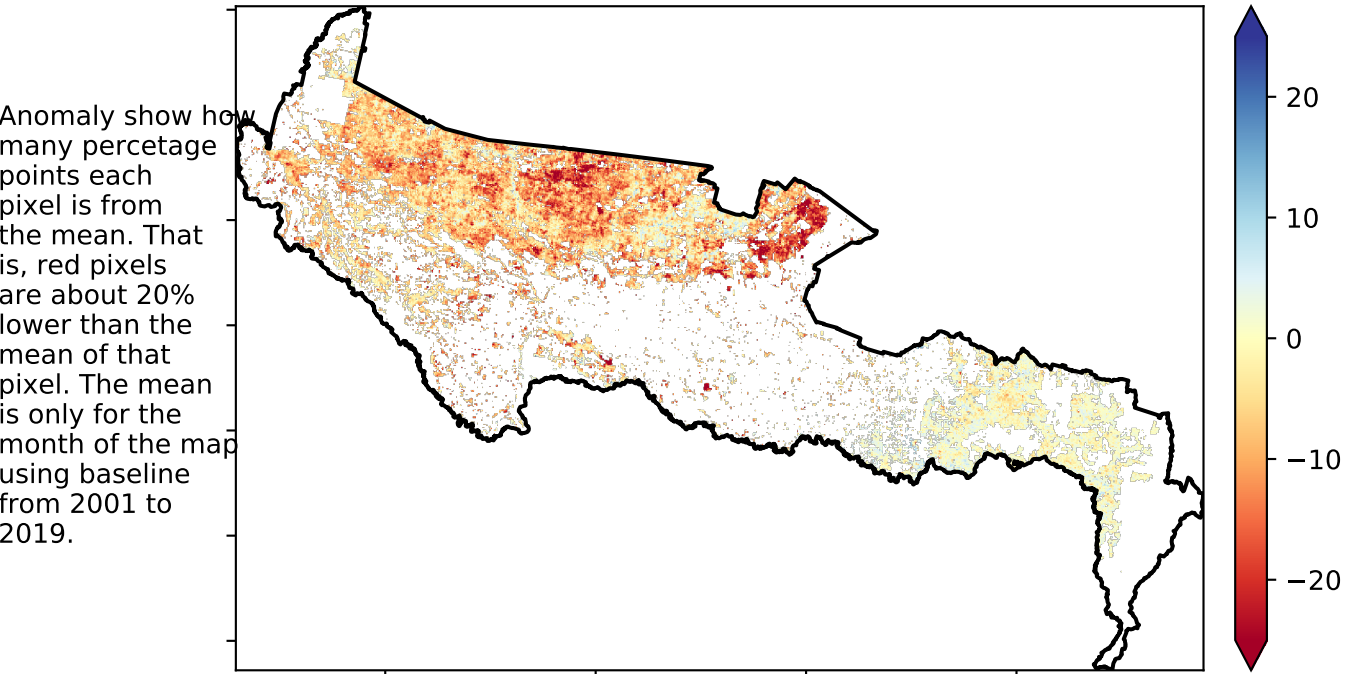 Anomaly show how
many percetage
points each
pixel is from
the mean. That
is, red pixels
are about 20%
lower than the
mean of that
pixel. The mean
is only for the
month of the map
using baseline
from 2001 to
2019.
20
10
0
−10
−20